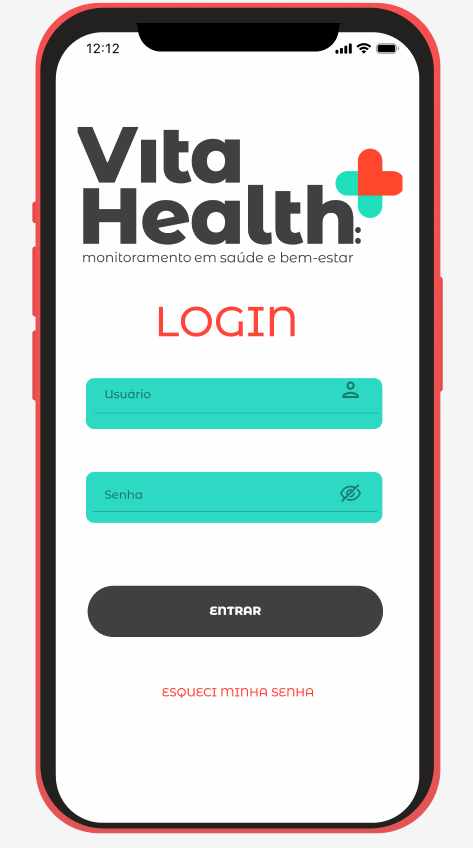 12:12
Vita
Health:
monitoramento em saúde e bem-estar
LOGIN
Usuário
Senha
ENTRAR
ESQUECI MINHA SENHA